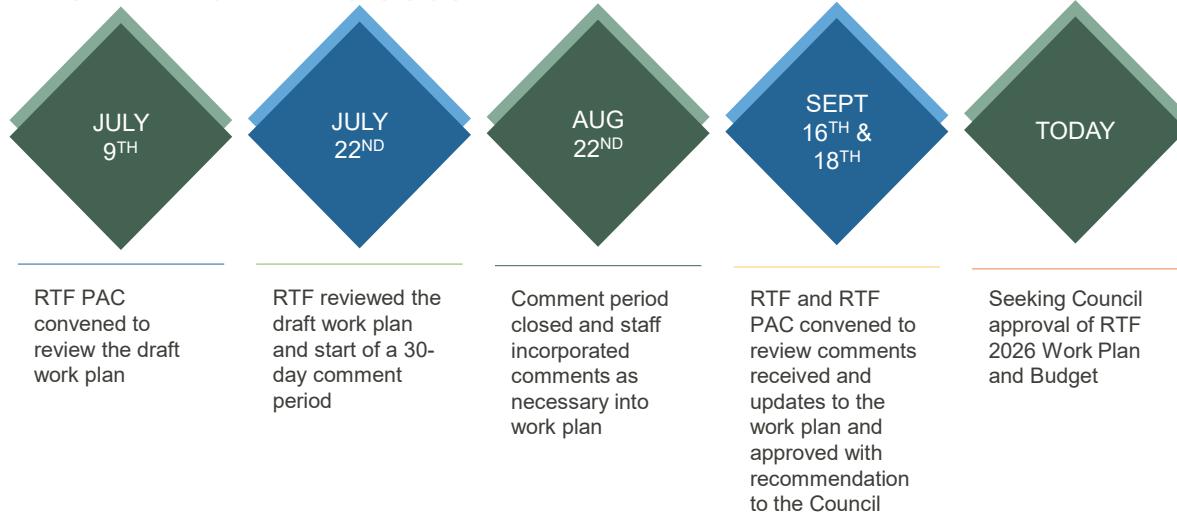 JULY
9TH
RTF PAC
convened to
review the draft
work plan
JULY
22ND
RTF reviewed the
draft work plan
and start of a 30-
day comment
period
AUG
22ND
Comment period
closed and staff
incorporated
comments as
necessary into
work plan
SEPT
16TH &
18TH
RTF and RTF
PAC convened to
review comments
received and
updates to the
work plan and
approved with
recommendation
to the Council
TODAY
Seeking Council
approval of RTF
2026 Work Plan
and Budget